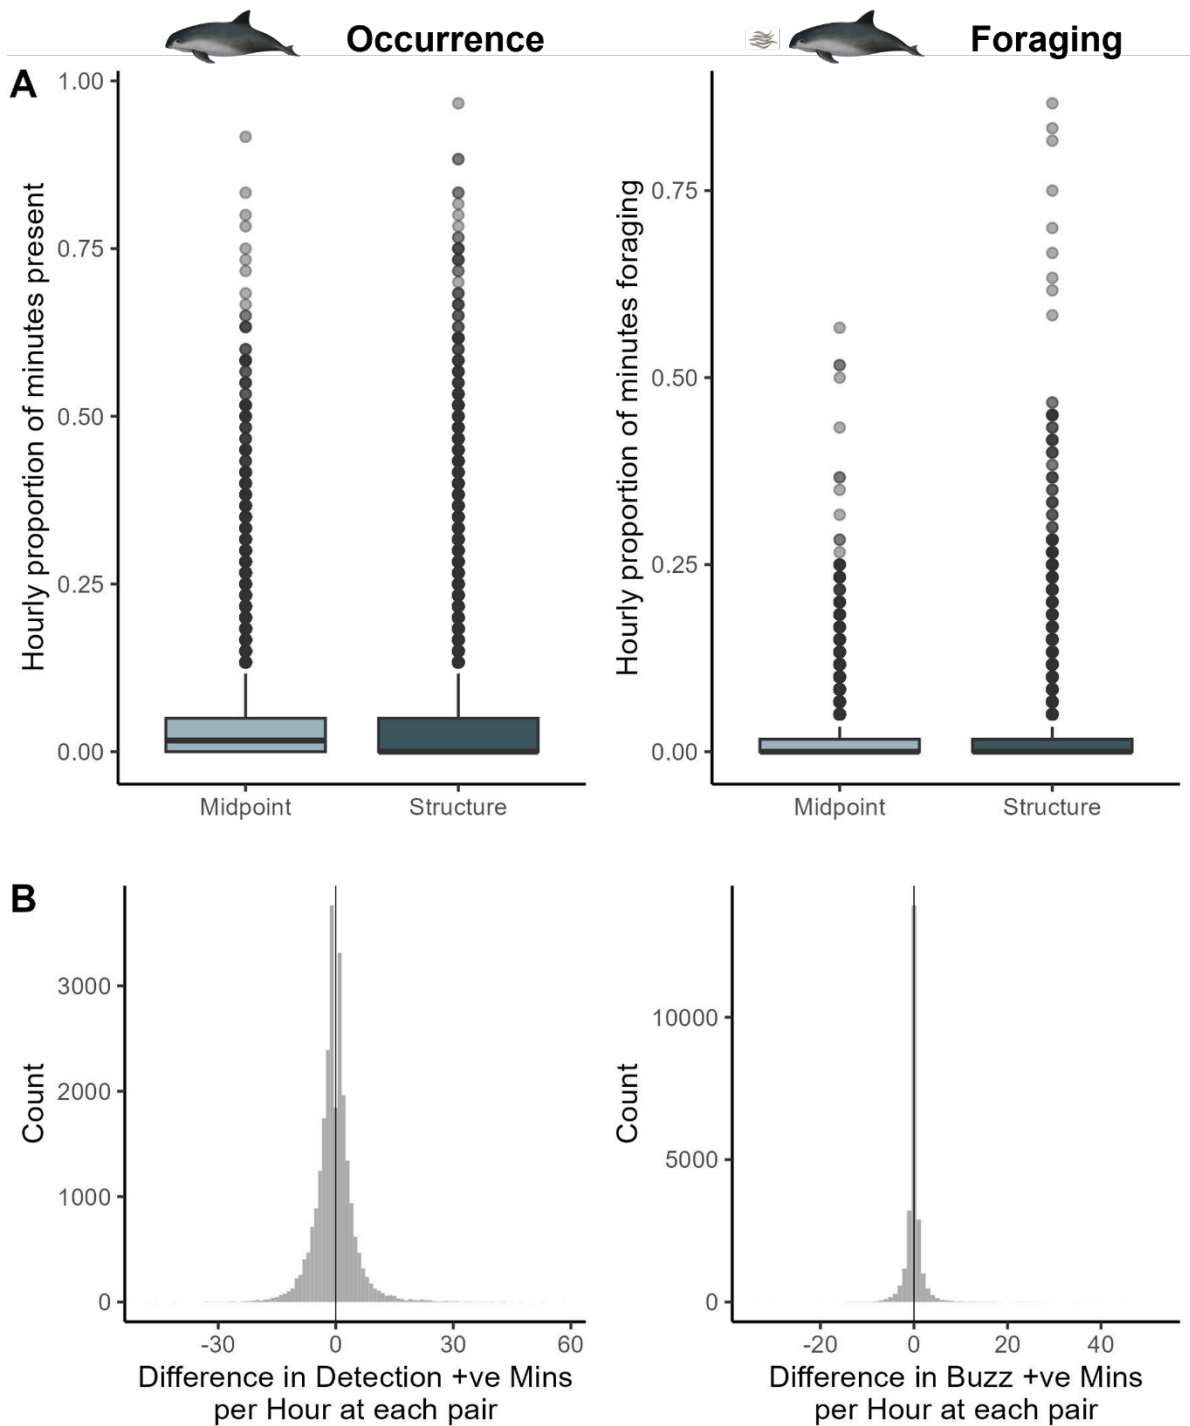 Occurrence
Foraging
A
Hourly proportion of minutes present
1.00
0.75
0.50
0.25
0.00
Midpoint
Structure
Hourly proportion of minutes foraging
0.75
0.50
0.25
0.00
Midpoint
Structure
B
Count
3000
2000
1000
0
-30
0
30
60
Difference in Detection +ve Mins
per Hour at each pair
Count
10000
5000
0
-20
0
20
40
Difference in Buzz +ve Mins
per Hour at each pair